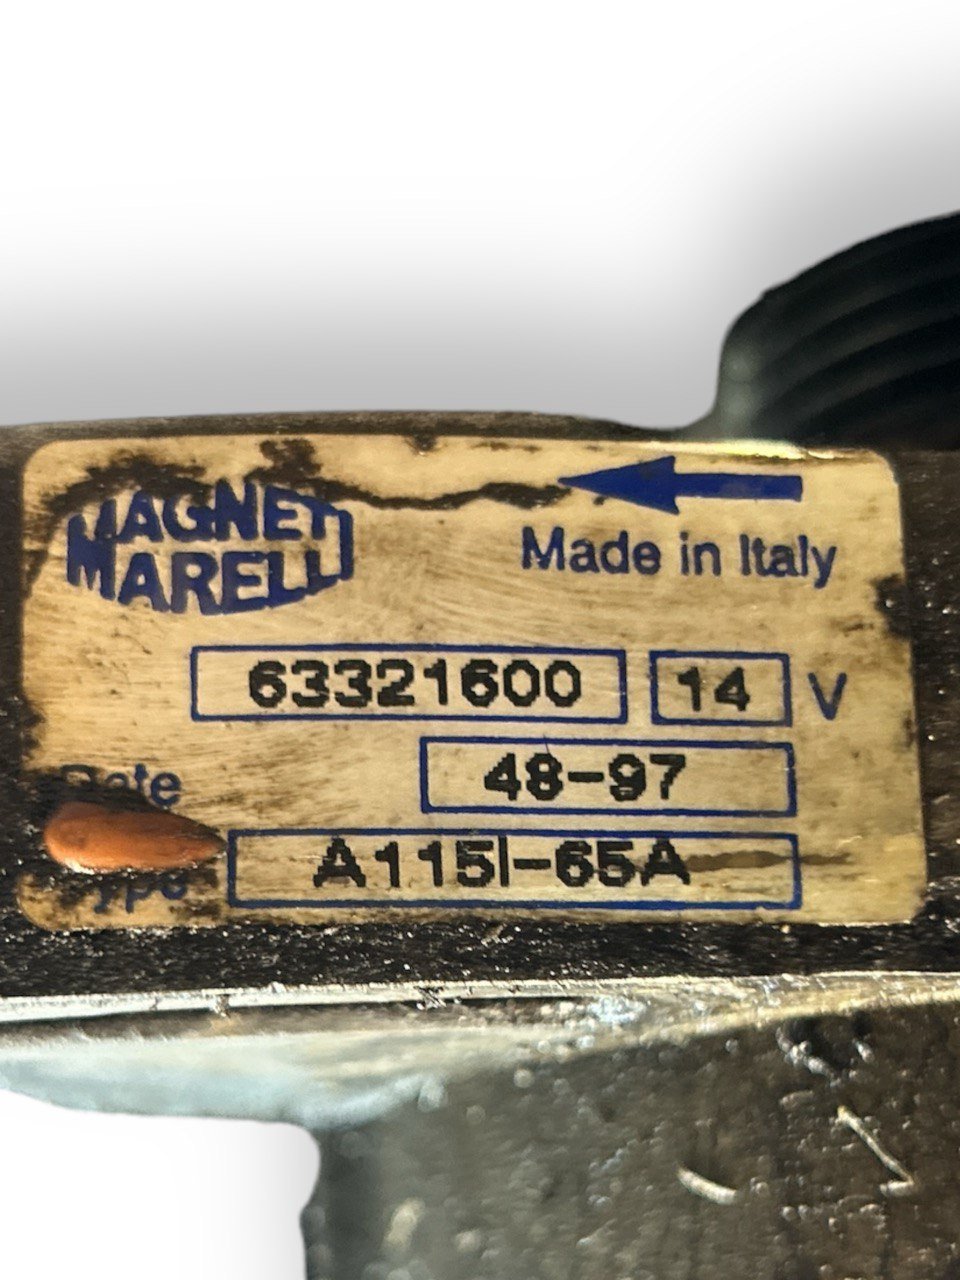 MAGNETI
MARELLI
Made in Italy
63321600 14 V
Date 48-97
Type A115I-65A